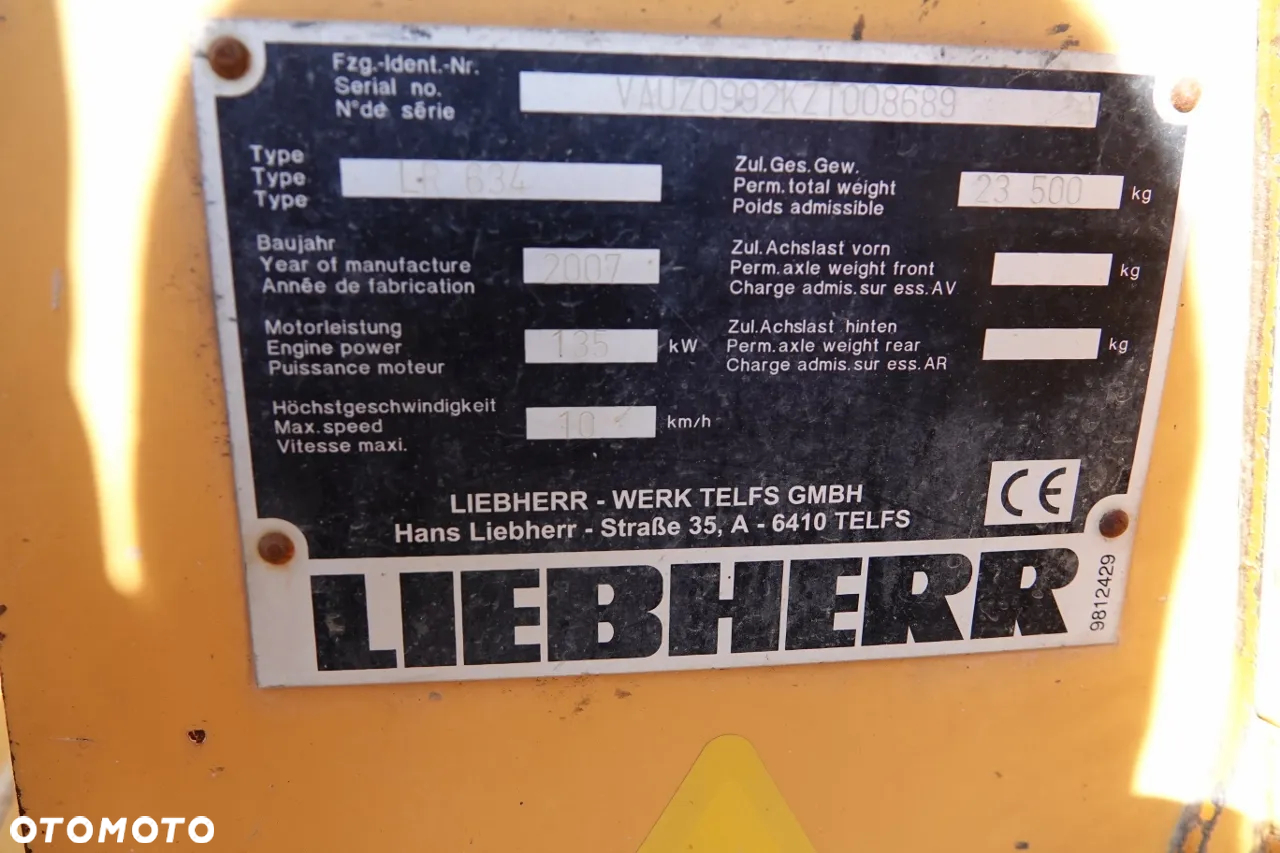 Fzg.-Ident.-Nr.
Serial no.
N°de série
VAUZ0992KZT008689
Type
Type
Type
LR 634
Zul.Ges.Gew.
Perm.total weight
Poids admissible
23 500 kg
Baujahr
Year of manufacture
Année de fabrication
2007
Zul.Achslast vorn
Perm.axle weight front
Charge admis.sur ess.AV
kg
Motorleistung
Engine power
Puissance moteur
135 kW
Zul.Achslast hinten
Perm.axle weight rear
Charge admis.sur ess.AR
kg
Höchstgeschwindigkeit
Max.speed
Vitesse maxi.
10 km/h
LIEBHERR - WERK TELFS GMBH
Hans Liebherr - Straße 35, A - 6410 TELFS
CE
LIEBHERR
9812429
OTOMOTO